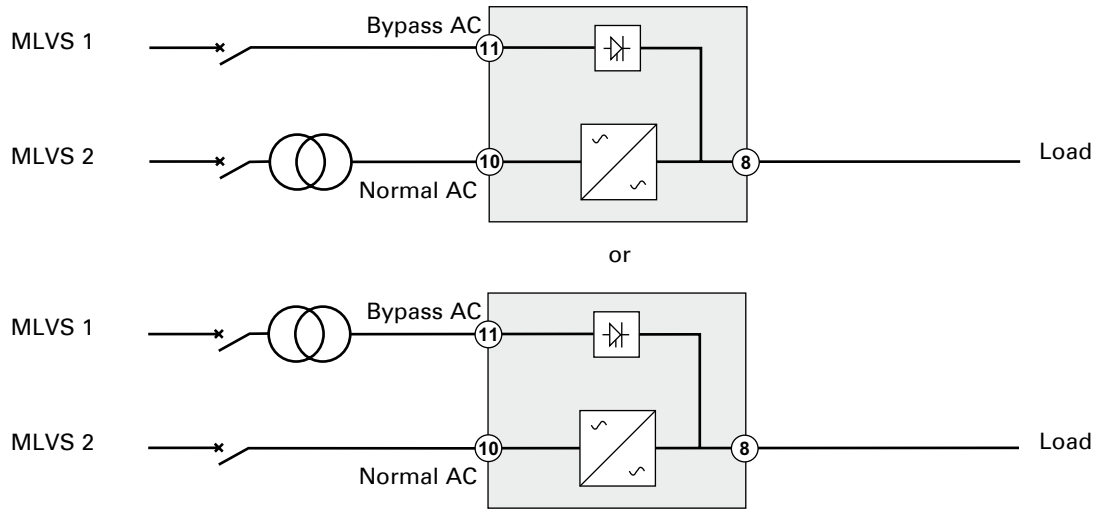 Bypass AC
MLVS 1
11
MLVS 2
10
8
Load
Normal AC
or
Bypass AC
MLVS 1
11
MLVS 2
10
8
Load
Normal AC